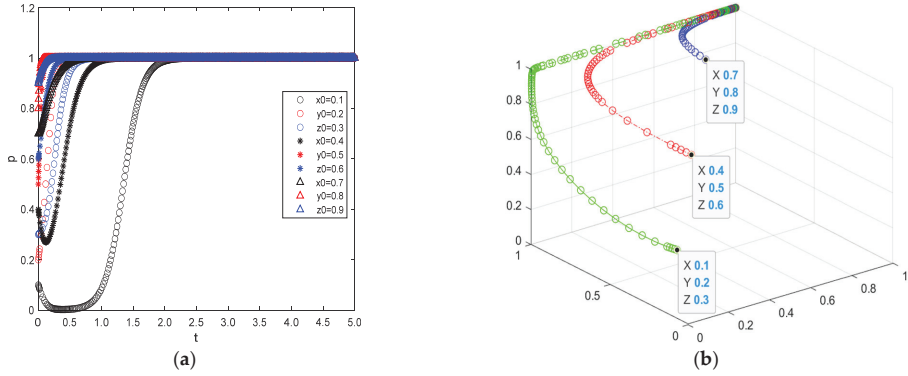 1.2
1
0.8
0.6
0.4
0.2
0
p
0
0.5
1.0
1.5
2.0
2.5
3.0
3.5
4.0
4.5
5.0
t
x0=0.1
y0=0.2
z0=0.3
x0=0.4
y0=0.5
z0=0.6
x0=0.7
y0=0.8
z0=0.9
(a)
1
0.8
0.6
0.4
0.2
0
1
0.5
0
0
0.2
0.4
0.6
0.8
1
X 0.7
Y 0.8
Z 0.9
X 0.4
Y 0.5
Z 0.6
X 0.1
Y 0.2
Z 0.3
(b)